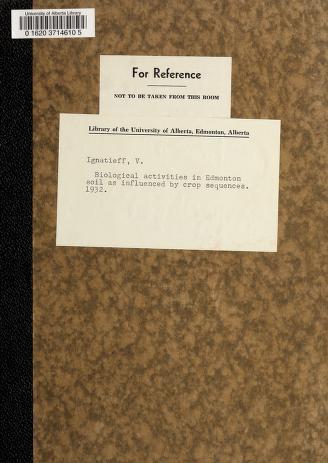 University of Alberta Library
0 1620 3714610 5
For Reference
NOT TO BE TAKEN FROM THIS ROOM
Library of the University of Alberta, Edmonton, Alberta
Ignatieff, V.
Biological activities in Edmonton
soil as influenced by crop sequences.
1932.